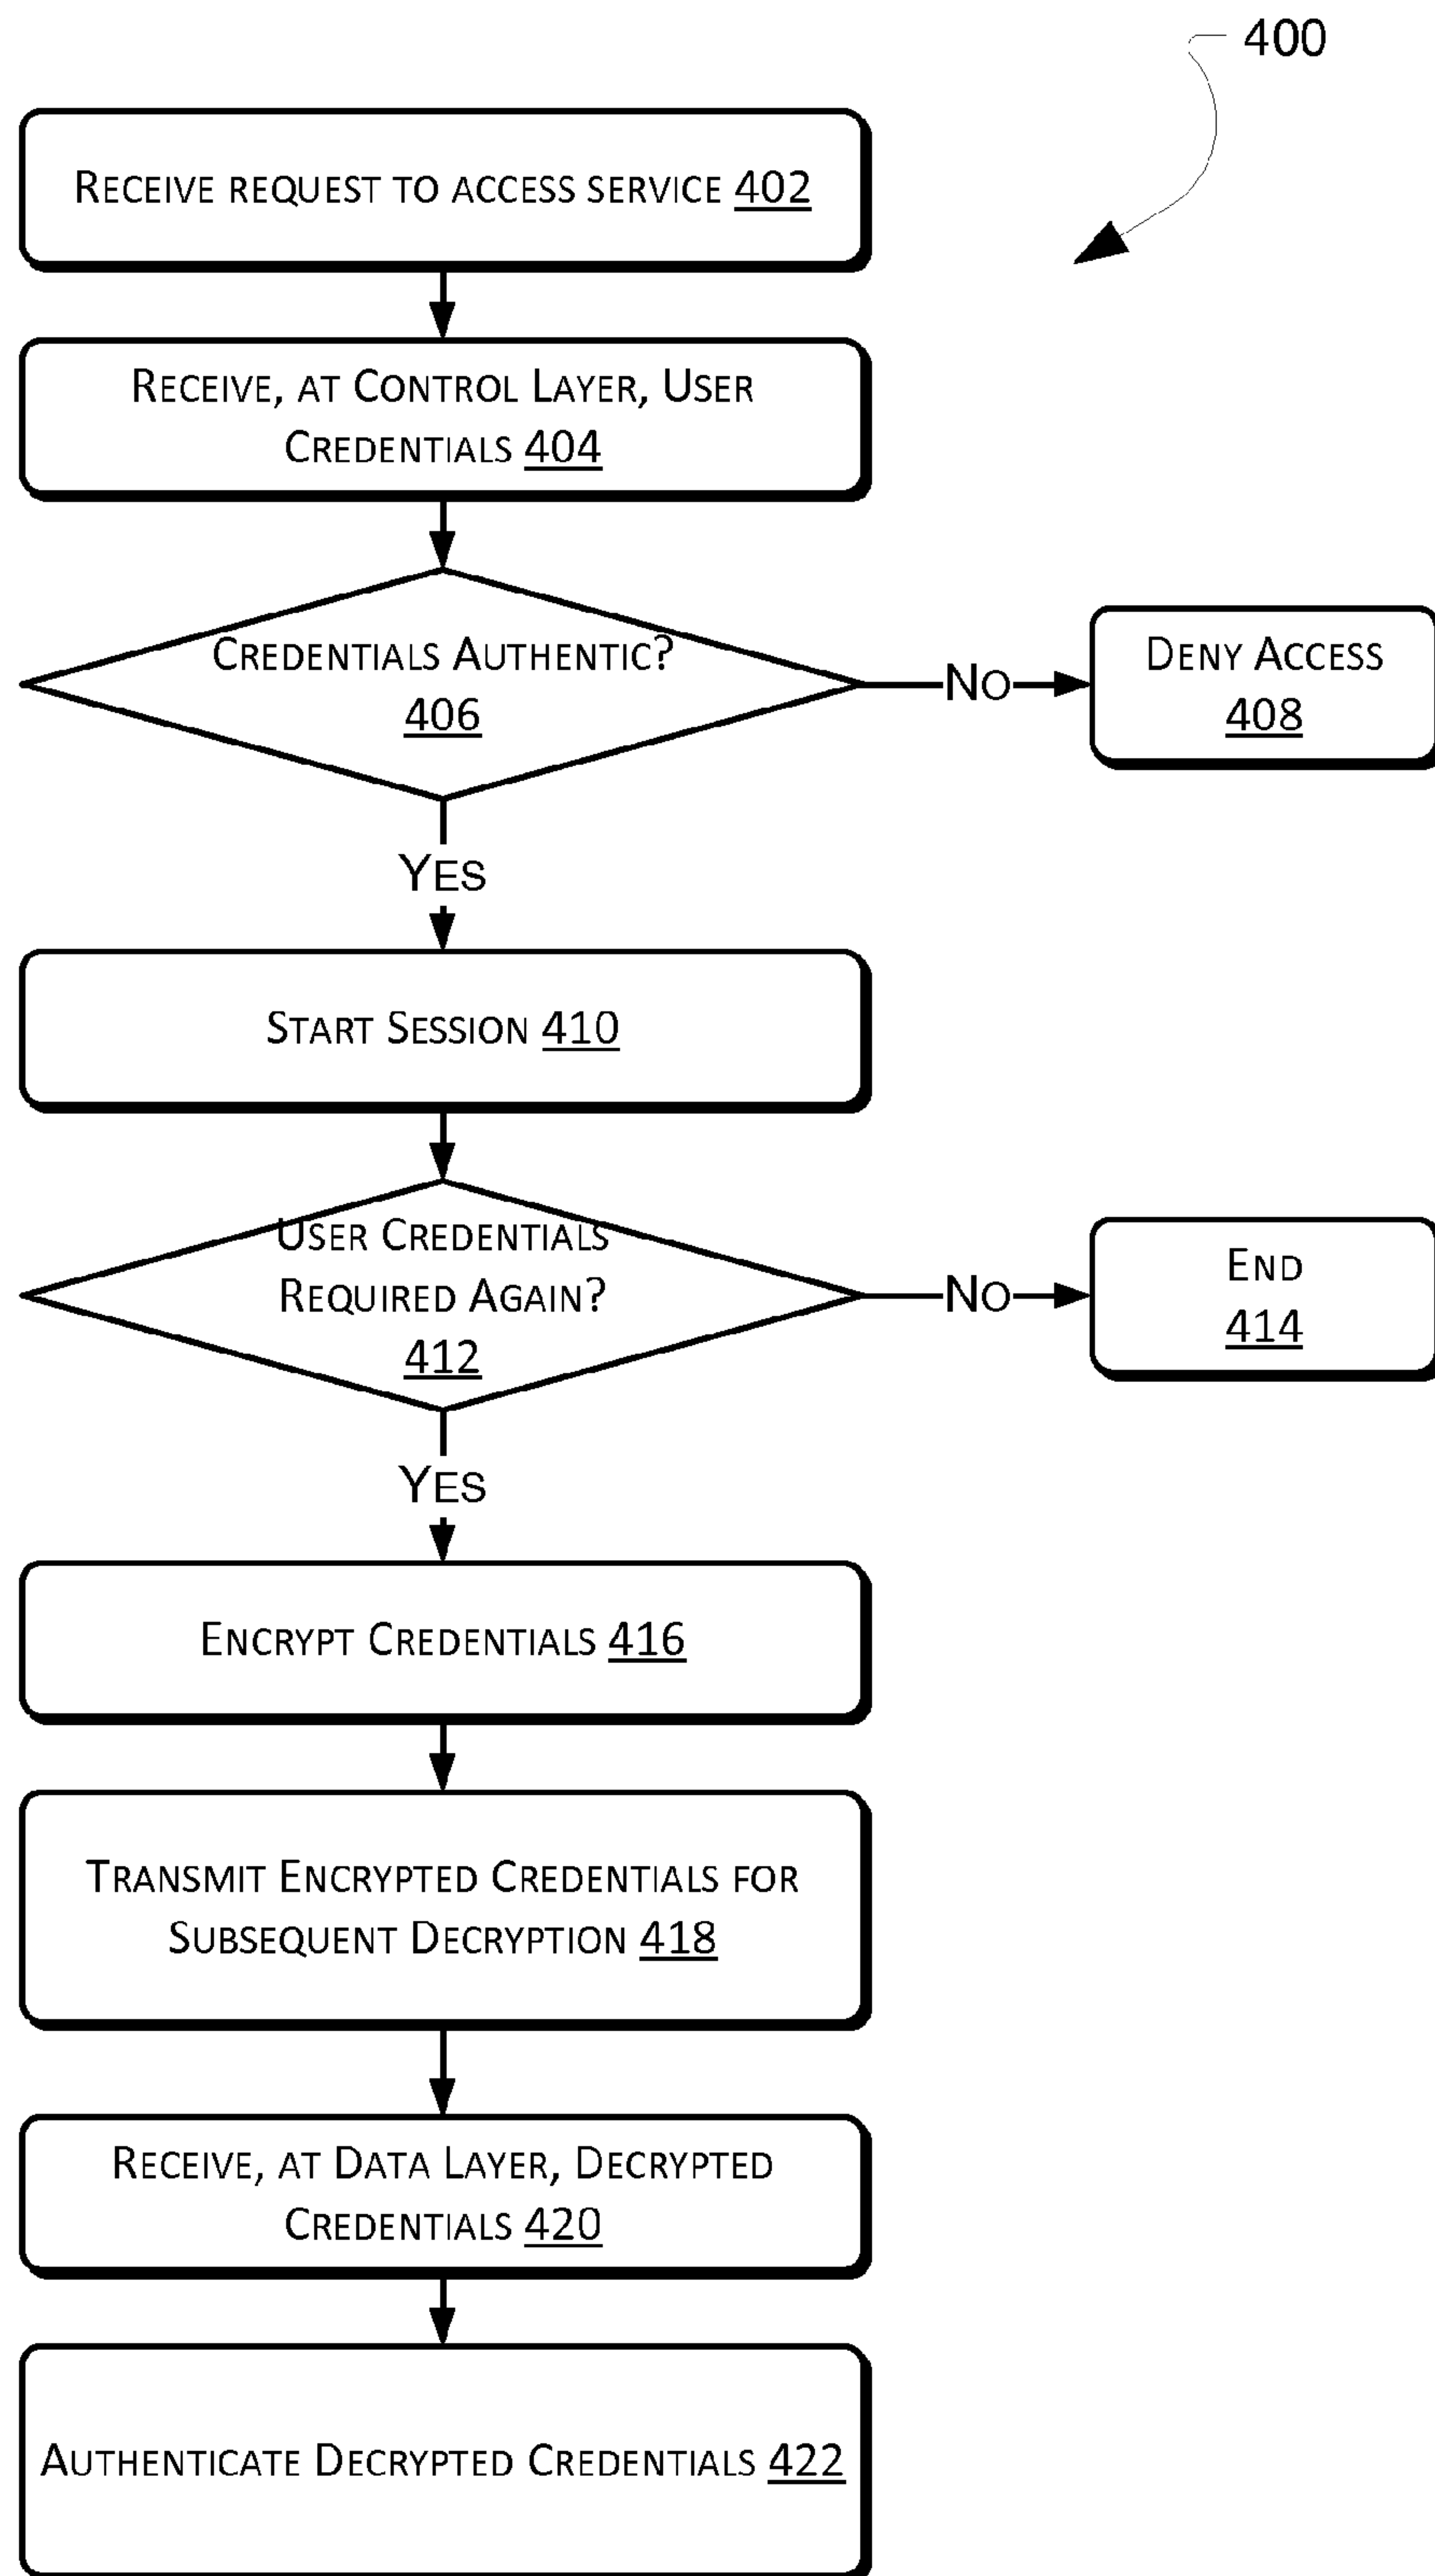 400
RECEIVE REQUEST TO ACCESS SERVICE 402
RECEIVE, AT CONTROL LAYER, USER
CREDENTIALS 404
CREDENTIALS AUTHENTIC?
406
NO
DENY ACCESS
408
YES
START SESSION 410
USER CREDENTIALS
REQUIRED AGAIN?
412
NO
END
414
YES
ENCRYPT CREDENTIALS 416
TRANSMIT ENCRYPTED CREDENTIALS FOR
SUBSEQUENT DECRYPTION 418
RECEIVE, AT DATA LAYER, DECRYPTED
CREDENTIALS 420
AUTHENTICATE DECRYPTED CREDENTIALS 422